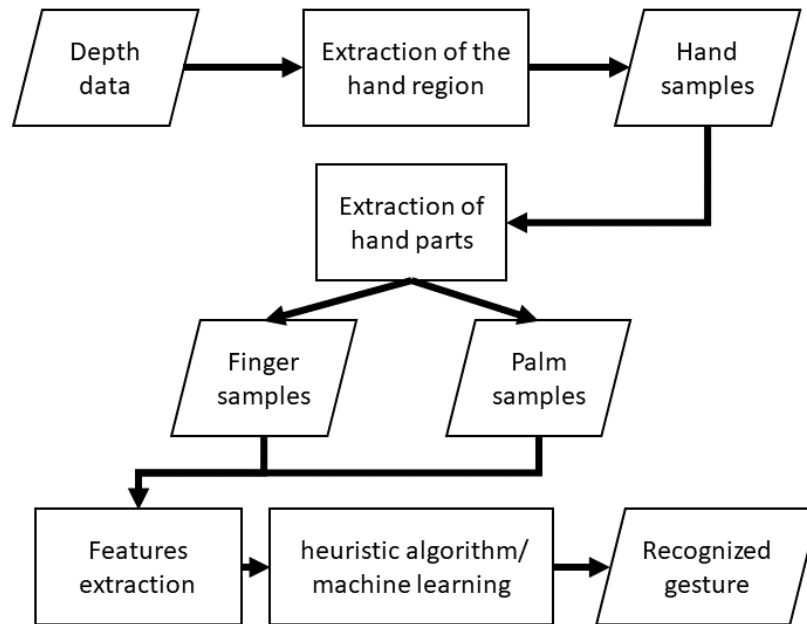 Depth
data
Extraction of the
hand region
Hand
samples
Extraction of
hand parts
Finger
samples
Palm
samples
Features
extraction
heuristic algorithm/
machine learning
Recognized
gesture